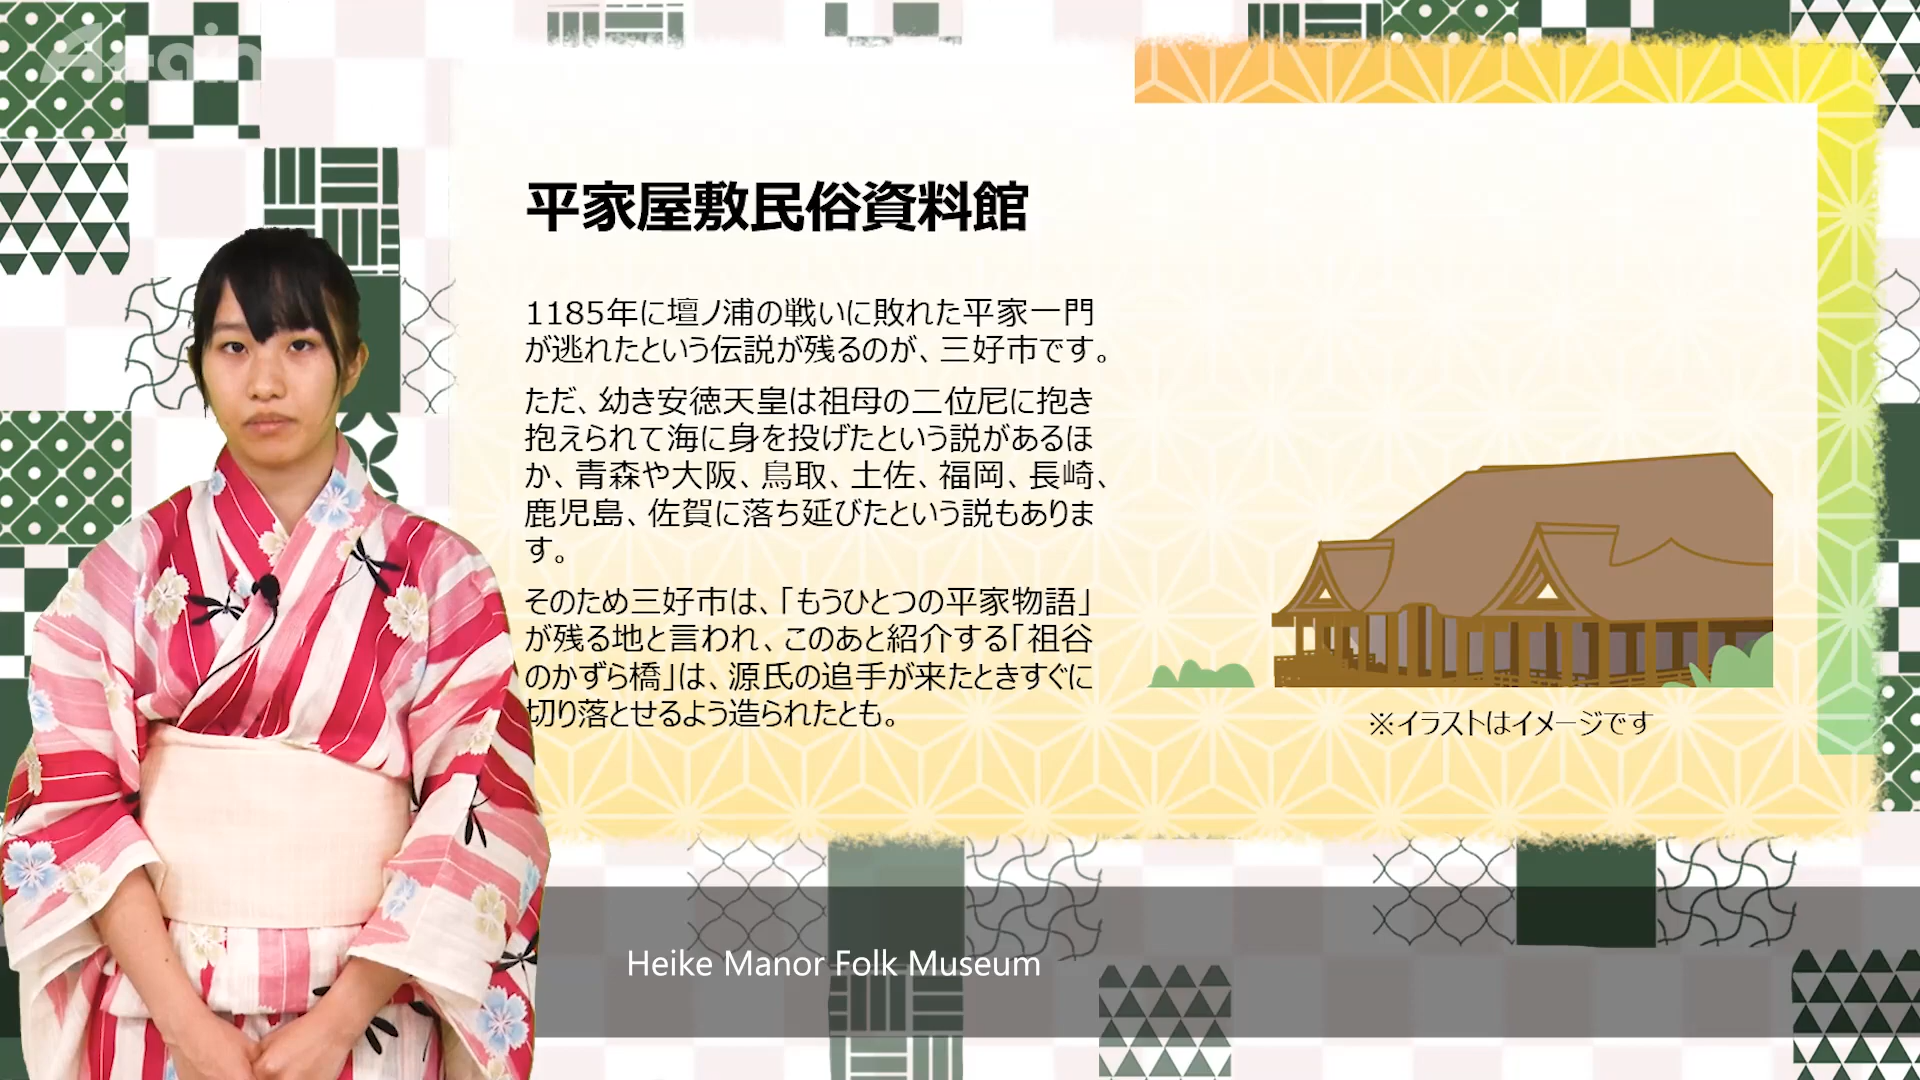 Attain
平家屋敷民俗資料館
1185年に壇ノ浦の戦いに敗れた平家一門
が逃れたという伝説が残るのが、三好市です。
ただ、幼き安徳天皇は祖母の二位尼に抱き
抱えられて海に身を投げたという説があるほ
か、青森や大阪、鳥取、土佐、福岡、長崎、
鹿児島、佐賀に落ち延びたという説もありま
す。
そのため三好市は、「もうひとつの平家物語」
が残る地と言われ、このあと紹介する「祖谷
のかずら橋」は、源氏の追手が来たときすぐに
切り落とせるよう造られたとも。
※イラストはイメージです
Heike Manor Folk Museum